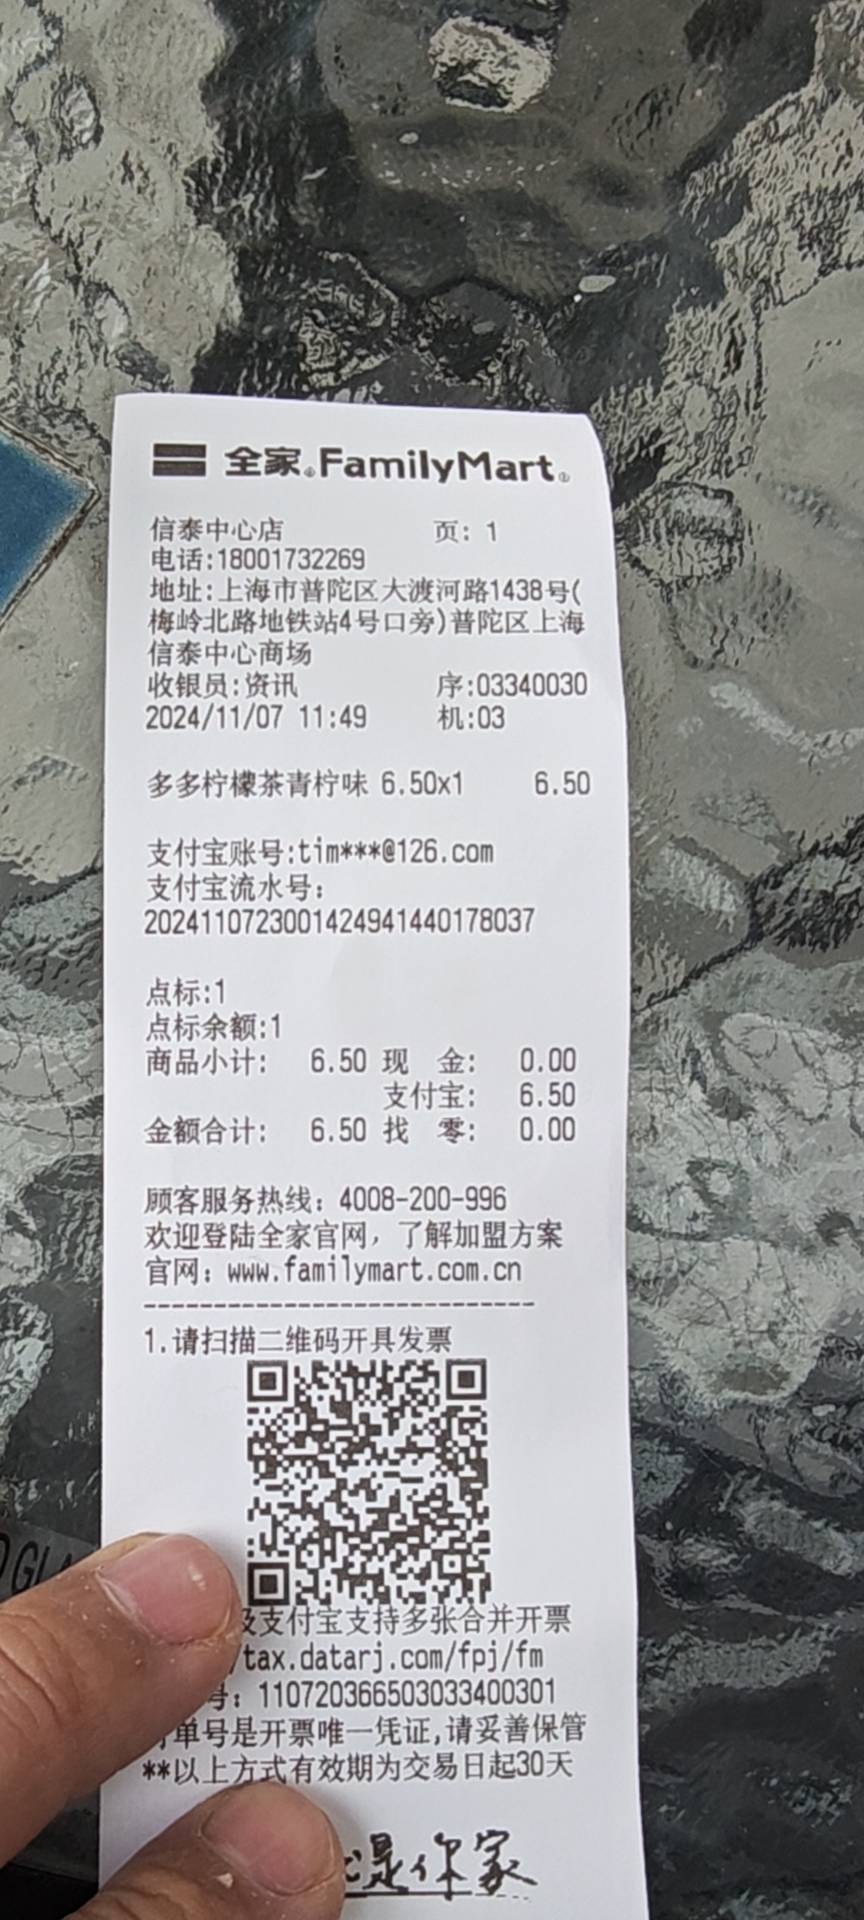 全家 FamilyMart
信泰中心店 页: 1
电话:18001732269
地址:上海市普陀区大渡河路1438号(
梅岭北路地铁站4号口旁)普陀区上海
信泰中心商场
收银员:资讯 序:03340030
2024/11/07 11:49 机:03
多多柠檬茶青柠味 6.50x1 6.50
支付宝账号:tim***@126.com
支付宝流水号:
2024110723001424941440178037
点标:1
点标余额:1
商品小计: 6.50 现 金: 0.00
支付宝: 6.50
金额合计: 6.50 找 零: 0.00
顾客服务热线: 4008-200-996
欢迎登陆全家官网，了解加盟方案
官网: www.familymart.com.cn
1.请扫描二维码开具发票
及支付宝支持多张合并开票
/tax.datarj.com/fpj/fm
号: 110720366503033400301
单号是开票唯一凭证,请妥善保管
**以上方式有效期为交易日起30天
是你家